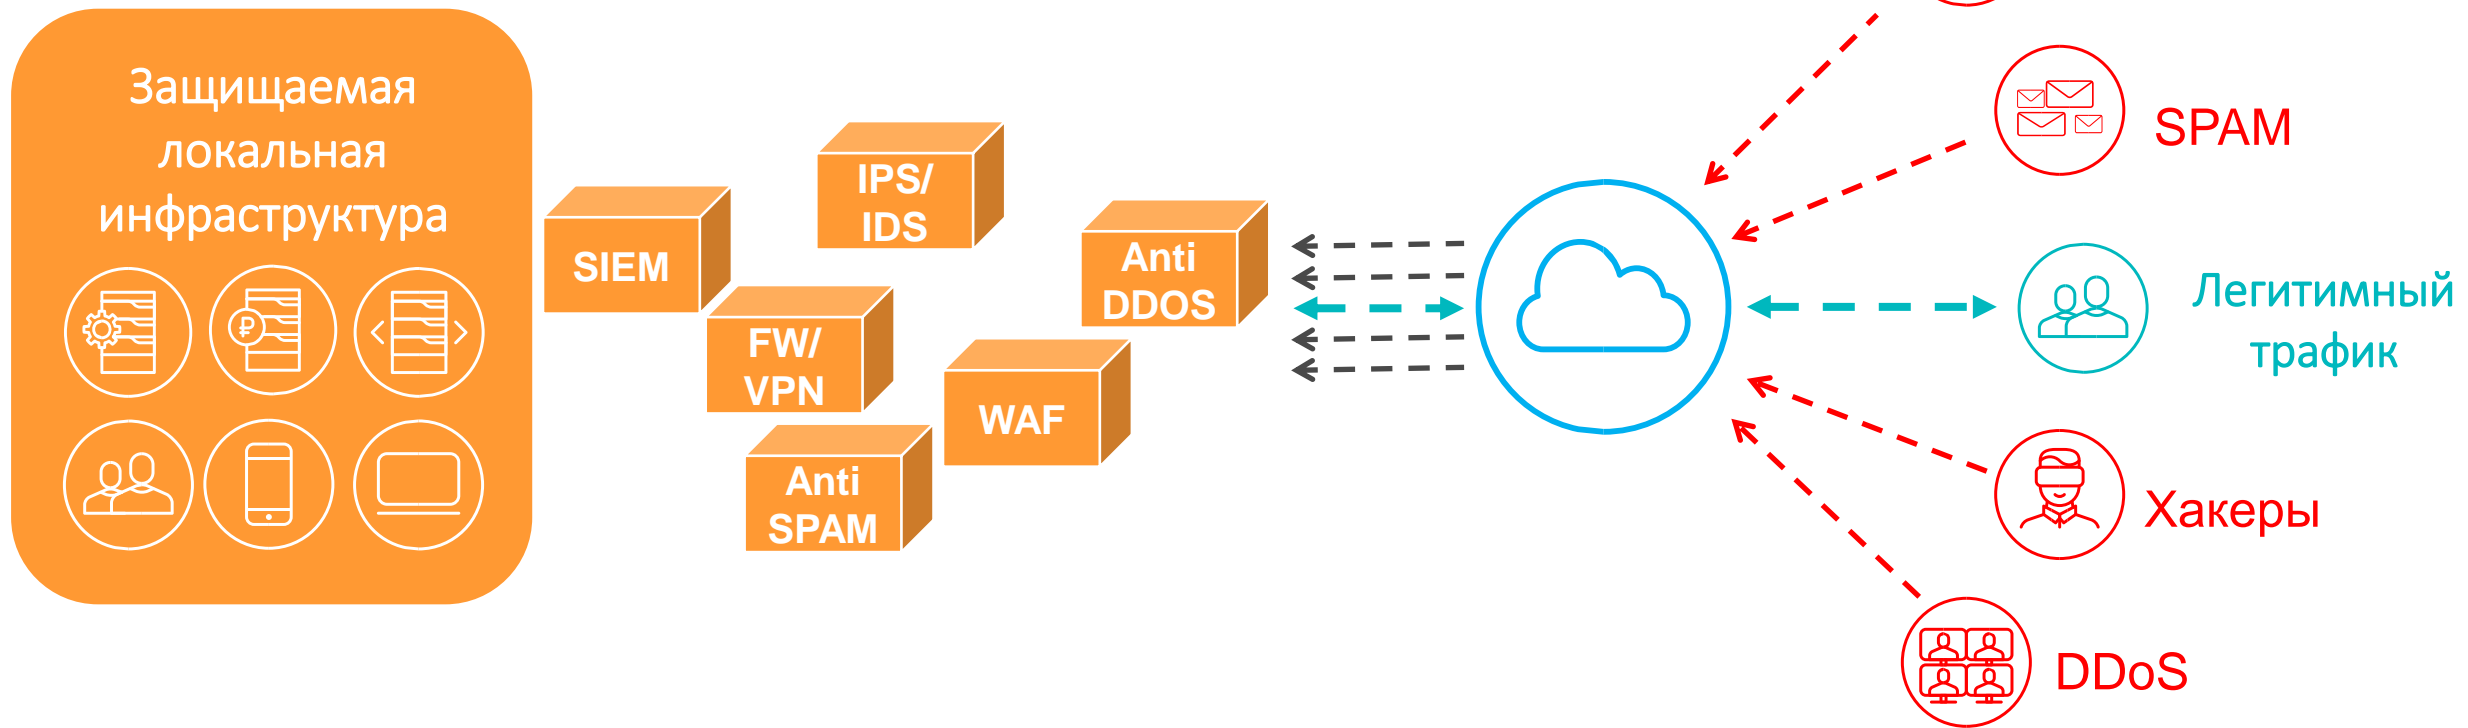 Защищаемая
локальная
инфраструктура
SIEM
IPS/
IDS
FW/
VPN
Anti
SPAM
WAF
Anti
DDOS
SPAM
Легитимный
трафик
Хакеры
DDoS